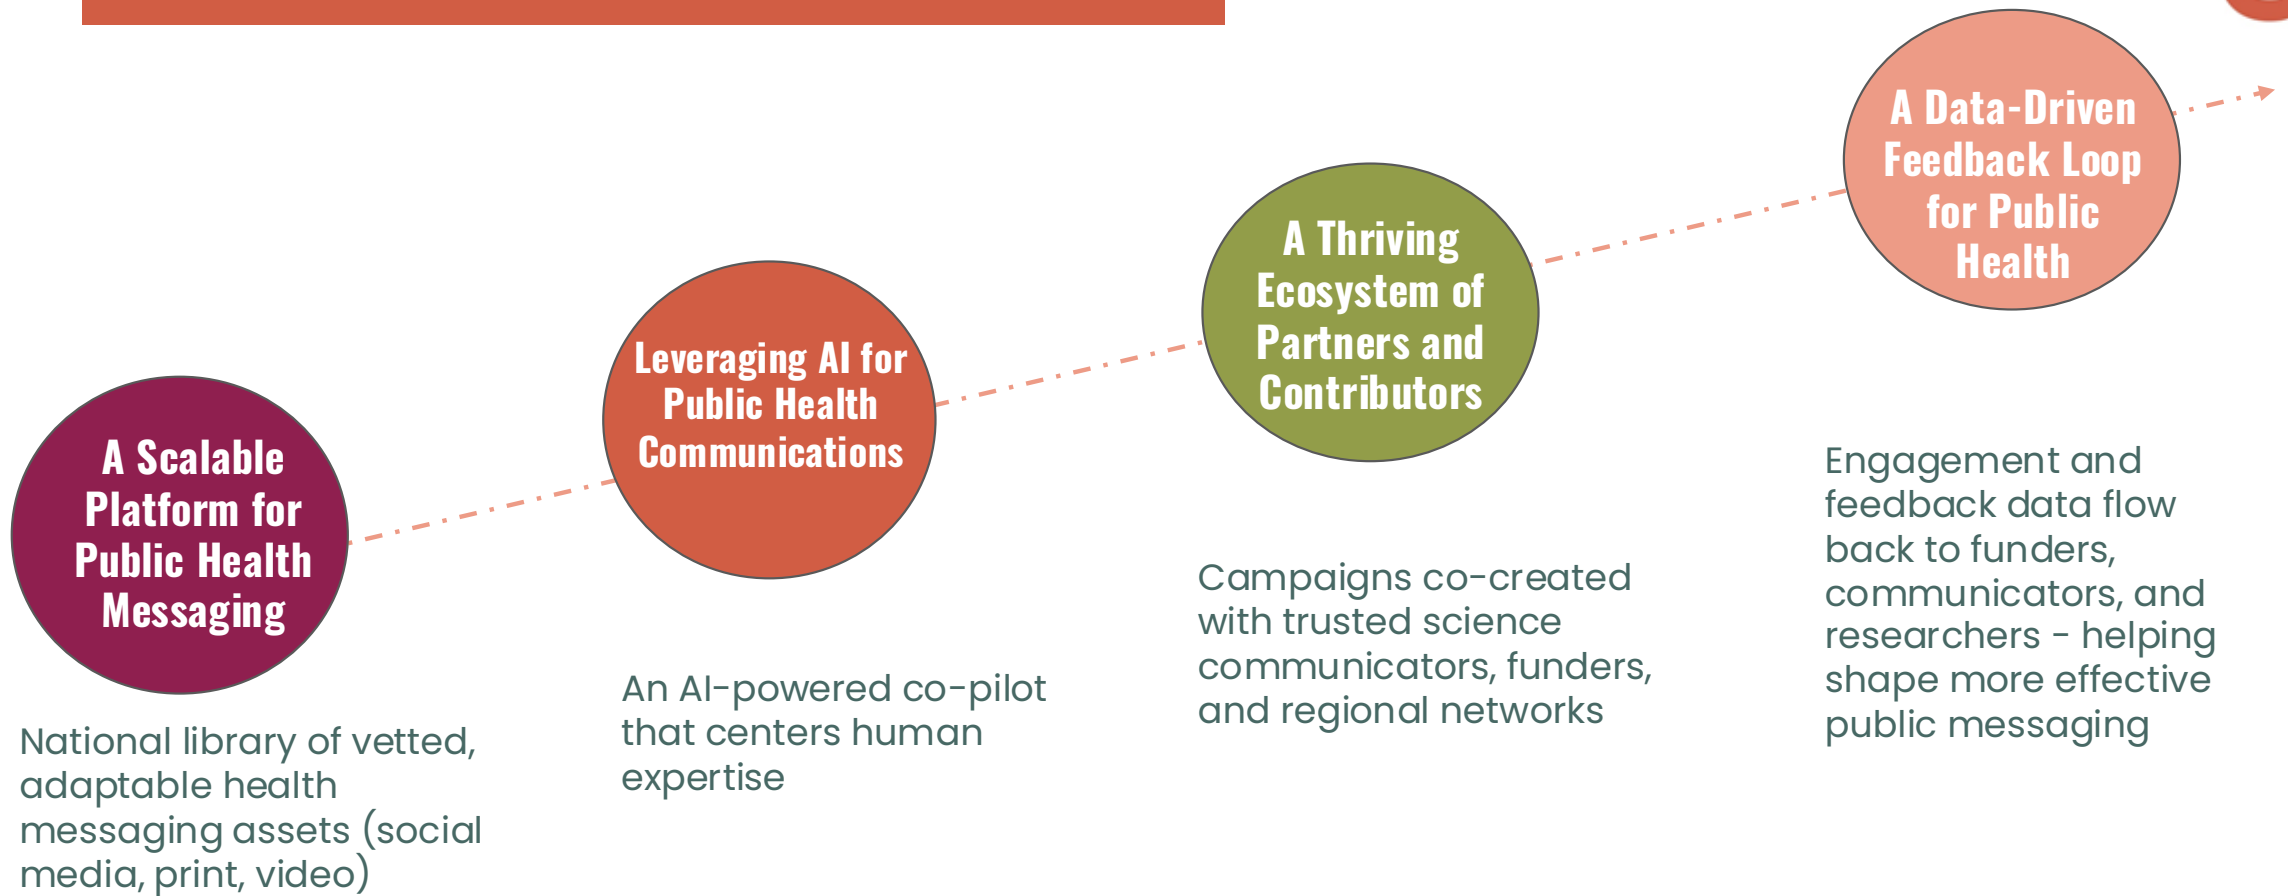 A Scalable
Platform for
Public Health
Messaging
National library of vetted,
adaptable health
messaging assets (social
media, print, video)
Leveraging AI for
Public Health
Communications
An AI-powered co-pilot
that centers human
expertise
A Thriving
Ecosystem of
Partners and
Contributors
Campaigns co-created
with trusted science
communicators, funders,
and regional networks
A Data-Driven
Feedback Loop
for Public
Health
Engagement and
feedback data flow
back to funders,
communicators, and
researchers - helping
shape more effective
public messaging